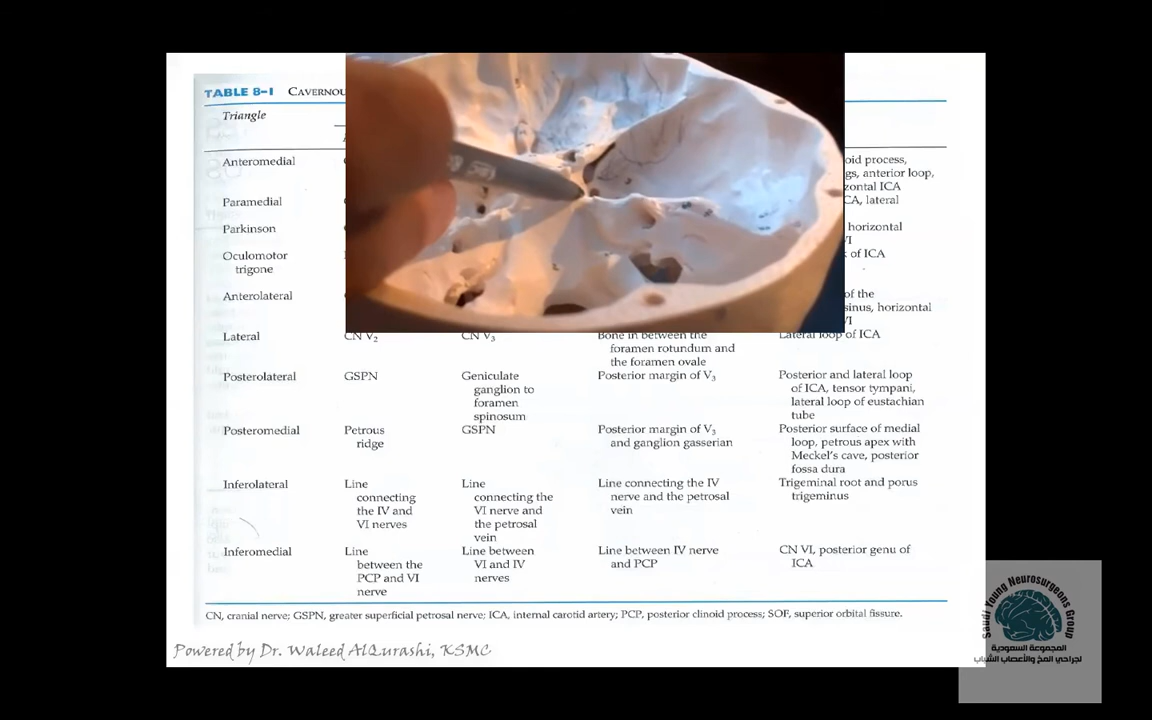 TABLE 8-1 CAVERNOU
Triangle
Anteromedial
oid process,
gs, anterior loop,
zontal ICA
Paramedial
CA, lateral
Parkinson
horizontal
VI
Oculomotor
trigone
of ICA
Anterolateral
of the
sinus, horizontal
VI
Lateral CN V2 CN V3 Bone in between the
foramen rotundum and
the foramen ovale
Lateral loop of ICA
Posterolateral GSPN Geniculate
ganglion to
foramen
spinosum
Posterior margin of V3
Posterior and lateral loop
of ICA, tensor tympani,
lateral loop of eustachian
tube
Posteromedial Petrous
ridge
GSPN
Posterior margin of V3
and ganglion gasserian
Posterior surface of medial
loop, petrous apex with
Meckel's cave, posterior
fossa dura
Inferolateral Line
connecting
the IV and
VI nerves
Line
connecting the
VI nerve and
the petrosal
vein
Line connecting the IV
nerve and the petrosal
vein
Trigeminal root and porus
trigeminus
Inferomedial Line
between the
PCP and VI
nerve
Line between
VI and IV
nerves
Line between IV nerve
and PCP
CN VI, posterior genu of
ICA
CN, cranial nerve; GSPN, greater superficial petrosal nerve; ICA, internal carotid artery; PCP, posterior clinoid process; SOF, superior orbital fissure.
Powered by Dr. Waleed AlQurashi, KSMC
Saudi Young Neurosurgeons Group
المجموعة السعودية
لجراحي المخ والأعصاب الشباب